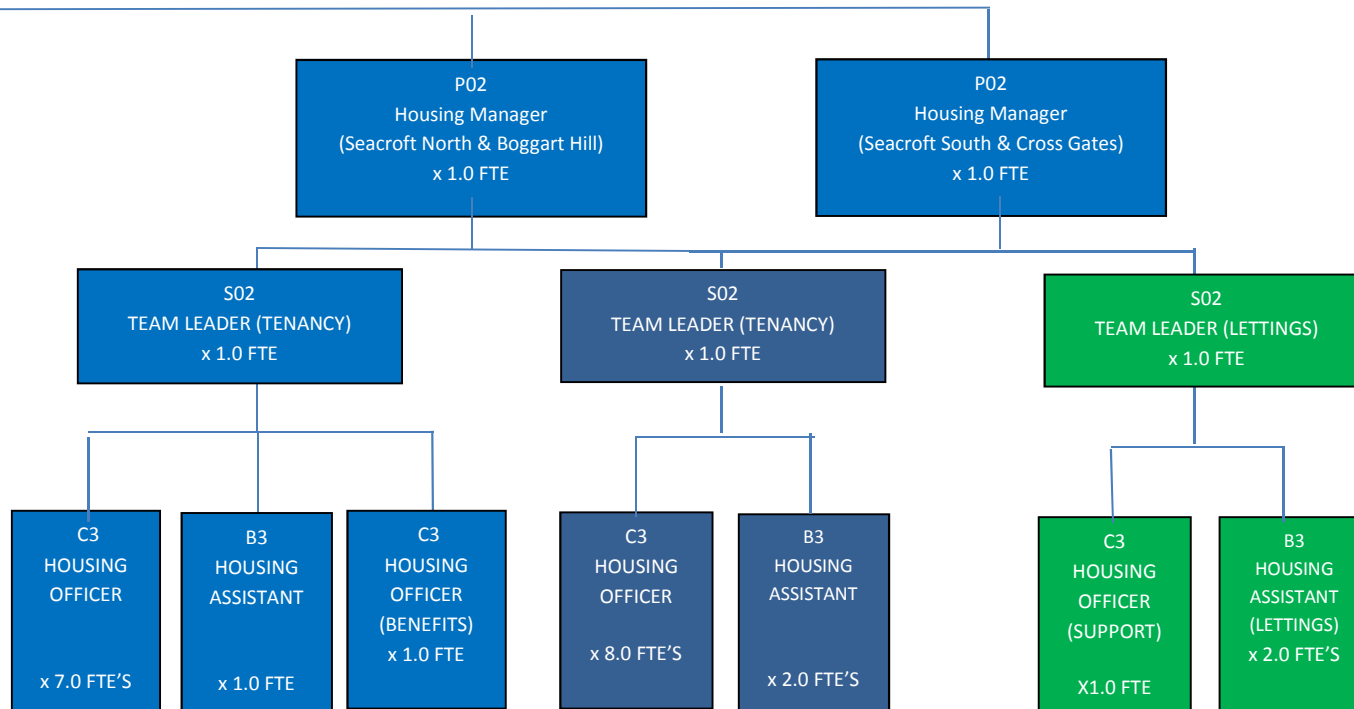 P02
Housing Manager
(Seacroft North & Boggart Hill)
x 1.0 FTE
P02
Housing Manager
(Seacroft South & Cross Gates)
x 1.0 FTE
S02
TEAM LEADER (TENANCY)
x 1.0 FTE
S02
TEAM LEADER (TENANCY)
x 1.0 FTE
S02
TEAM LEADER (LETTINGS)
x 1.0 FTE
C3
HOUSING
OFFICER
x 7.0 FTE’S
B3
HOUSING
ASSISTANT
x 1.0 FTE
C3
HOUSING
OFFICER
(BENEFITS)
x 1.0 FTE
C3
HOUSING
OFFICER
x 8.0 FTE’S
B3
HOUSING
ASSISTANT
x 2.0 FTE’S
C3
HOUSING
OFFICER
(SUPPORT)
X1.0 FTE
B3
HOUSING
ASSISTANT
(LETTINGS)
x 2.0 FTE’S